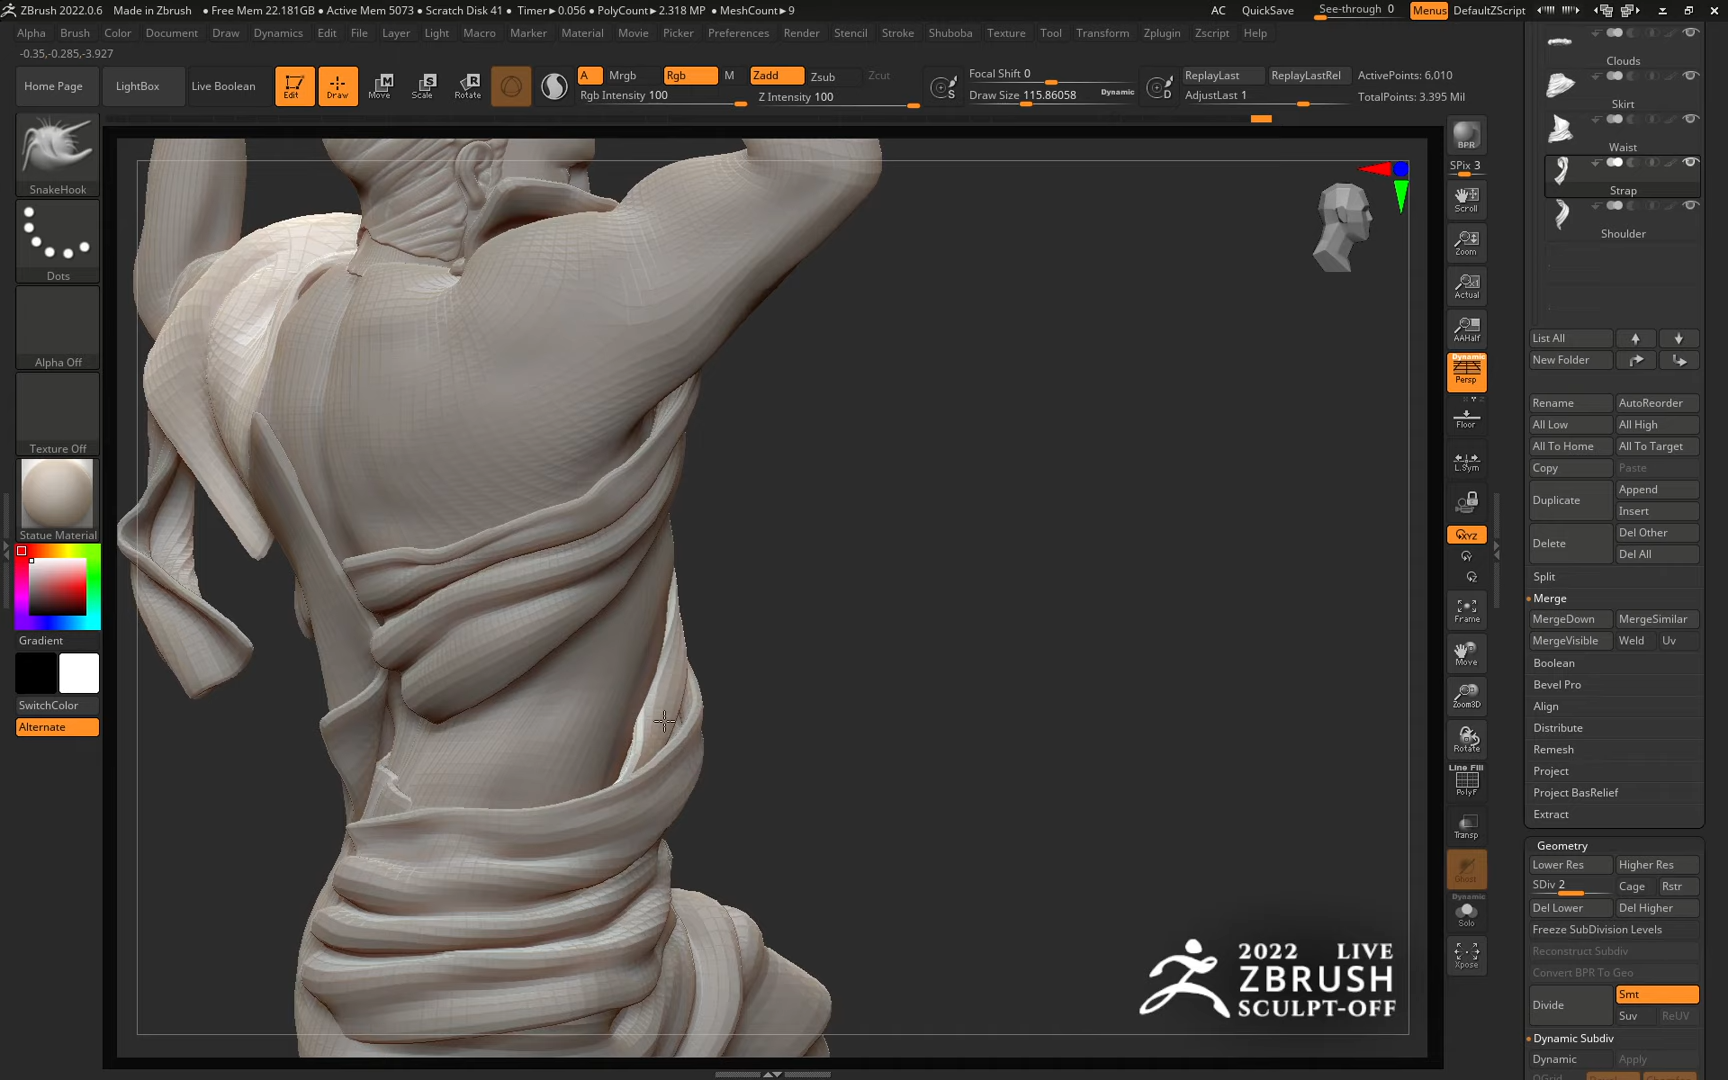 ZBrush 2022.0.6 Made in Zbrush • Free Mem 22.181GB • Active Mem 5073 • Scratch Disk 41 • Timer▸0.056 • PolyCount▸2.318 MP • MeshCount▸9 AC QuickSave See-through 0 Menus DefaultZScript
Alpha Brush Color Document Draw Dynamics Edit File Layer Light Macro Marker Material Movie Picker Preferences Render Stencil Stroke Shuboba Texture Tool Transform Zplugin Zscript Help
-0.35,-0.285,-3.927
Home Page LightBox Live Boolean Edit Draw Move Scale Rotate
A Mrgb Rgb M Zadd Zsub Zcut
Rgb Intensity 100 Z Intensity 100
S Focal Shift 0
Draw Size 115.86058 Dynamic
D ReplayLast ReplayLastRel
AdjustLast 1
ActivePoints: 6,010
TotalPoints: 3.395 Mil
SnakeHook
Dots
Alpha Off
Texture Off
Statue Material
Gradient
SwitchColor
Alternate
2022 LIVE
ZBRUSH
SCULPT-OFF
BPR
SPix 3
Scroll
Zoom
Actual
AAHalf
Dynamic
Persp
Floor
L.Sym
XYZ
Frame
Move
Zoom3D
Rotate
Line Fill
PolyF
Transp
Ghost
Dynamic
Solo
Xpose
Clouds
Skirt
Waist
Strap
Shoulder
List All
New Folder
Rename AutoReorder
All Low All High
All To Home All To Target
Copy Paste
Duplicate Append
Insert
Delete Del Other
Del All
Split
Merge
MergeDown MergeSimilar
MergeVisible Weld Uv
Boolean
Bevel Pro
Align
Distribute
Remesh
Project
Project BasRelief
Extract
Geometry
Lower Res Higher Res
SDiv 2 Cage Rstr
Del Lower Del Higher
Freeze SubDivision Levels
Reconstruct Subdiv
Convert BPR To Geo
Divide Smt
Suv ReUV
Dynamic Subdiv
Dynamic Apply